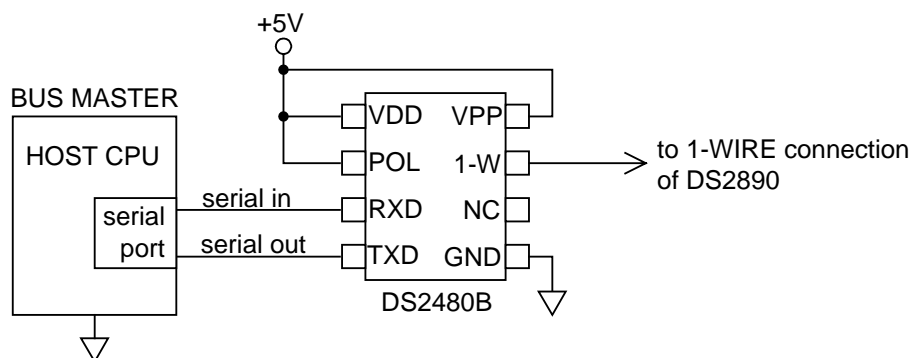 +5V
BUS MASTER
HOST CPU
serial
port
serial in
serial out
VDD
VPP
POL
1-W
RXD
NC
TXD
GND
DS2480B
to 1-WIRE connection
of DS2890